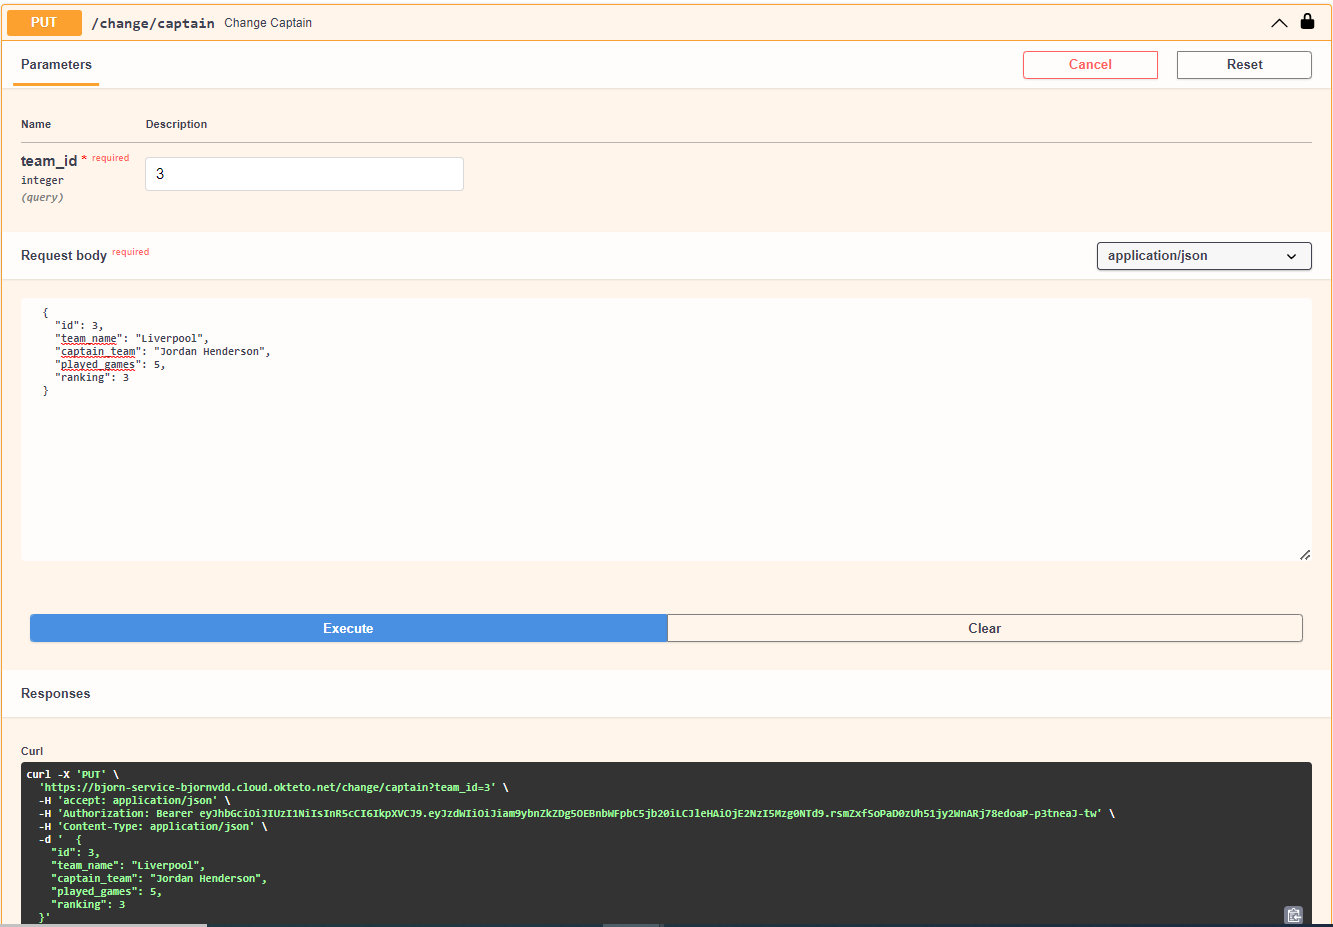 PUT /change/captain Change Captain
Parameters
Cancel
Reset
Name Description
team_id * required
integer
(query)
3
Request body required
application/json
{
"id": 3,
"team_name": "Liverpool",
"captain_team": "Jordan Henderson",
"played_games": 5,
"ranking": 3
}
Execute
Clear
Responses
Curl
curl -X 'PUT' \
'https://bjorn-service-bjornvdd.cloud.okteto.net/change/captain?team_id=3' \
-H 'accept: application/json' \
-H 'Authorization: Bearer eyJhbGciOiJIUzI1NiIsInR5cCI6IkpXVCJ9.eyJzdWIiOiJiam9ybnZkZDg5OEBnbWFpbC5jb20iLCJleHAiOjE2NzI5Mzg0NTd9.rsmZxfSoPaD0zUh51jy2WnARj78edoaP-p3tneaJ-tw' \
-H 'Content-Type: application/json' \
-d ' {
"id": 3,
"team_name": "Liverpool",
"captain_team": "Jordan Henderson",
"played_games": 5,
"ranking": 3
}'